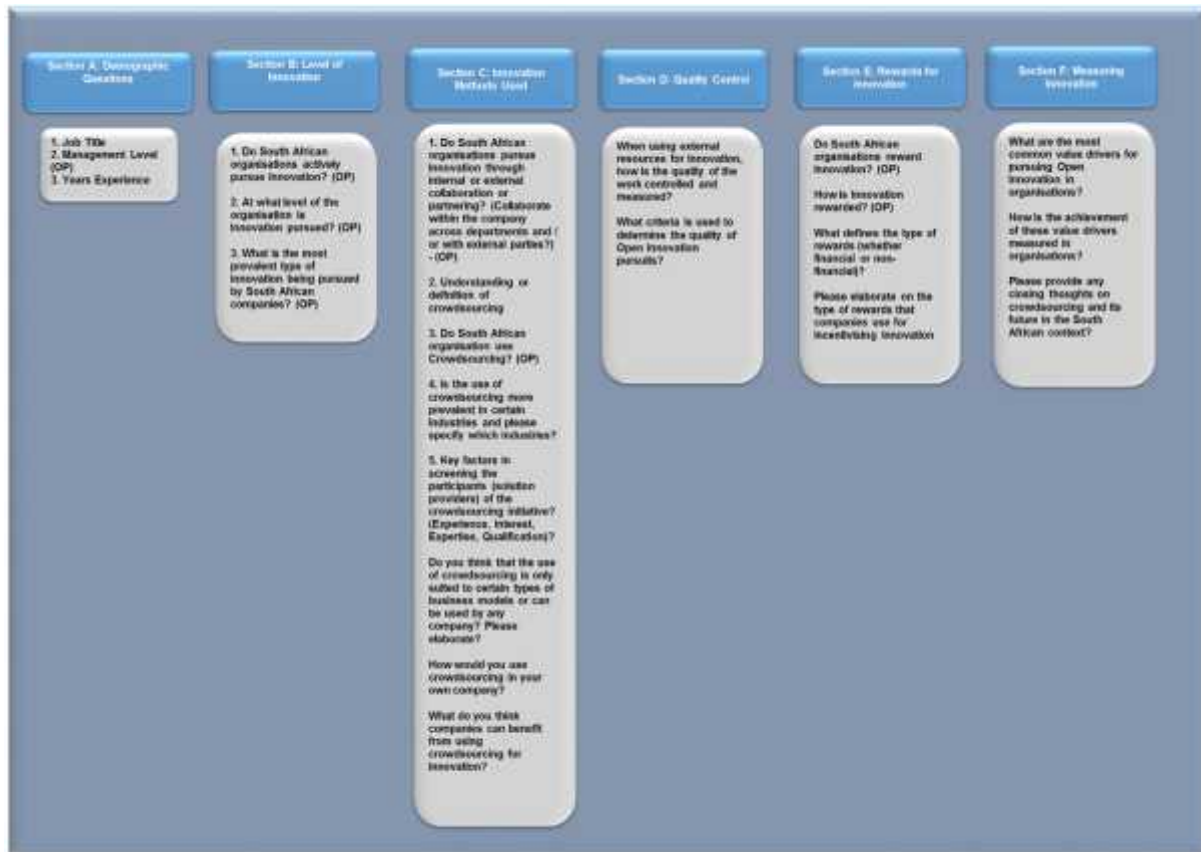 Section A: Demographic
Questions
1. Job Title
2. Management Level
(OP)
3. Years Experience
Section B: Level of
Innovation
1. Do South African
organisations actively
pursue Innovation? (OP)
2. At what level of the
organisation is
Innovation pursued? (OP)
3. What is the most
prevalent type of
innovation being pursued
by South African
companies? (OP)
Section C: Innovation
Methods Used
1. Do South African
organisations pursue
Innovation through
internal or external
collaboration or
partnering? (Collaborate
within the company
across departments and /
or with external parties?)
- (OP)
2. Understanding or
definition of
crowdsourcing
3. Do South African
organisation use
Crowdsourcing? (OP)
4. Is the use of
crowdsourcing more
prevalent in certain
industries and please
specify which industries?
5. Key factors in
screening the
participants (solution
providers) of the
crowdsourcing initiative?
(Experience, Interest,
Expertise, Qualification)?
Do you think that the use
of crowdsourcing is only
suited to certain types of
business models or can
be used by any
company? Please
elaborate?
How would you use
crowdsourcing in your
own company?
What do you think
companies can benefit
from using
crowdsourcing for
innovation?
Section D: Quality Control
When using external
resources for innovation,
how is the quality of the
work controlled and
measured?
What criteria is used to
determine the quality of
Open Innovation
pursuits?
Section E: Rewards for
Innovation
Do South African
organisations reward
Innovation? (OP)
How is Innovation
rewarded? (OP)
What defines the type of
rewards (whether
financial or non-
financial)?
Please elaborate on the
type of rewards that
companies use for
incentivising innovation
Section F: Measuring
Innovation
What are the most
common value drivers for
pursuing Open
Innovation in
organisations?
How is the achievement
of these value drivers
measured in
organisations?
Please provide any
closing thoughts on
crowdsourcing and its
future in the South
African context?